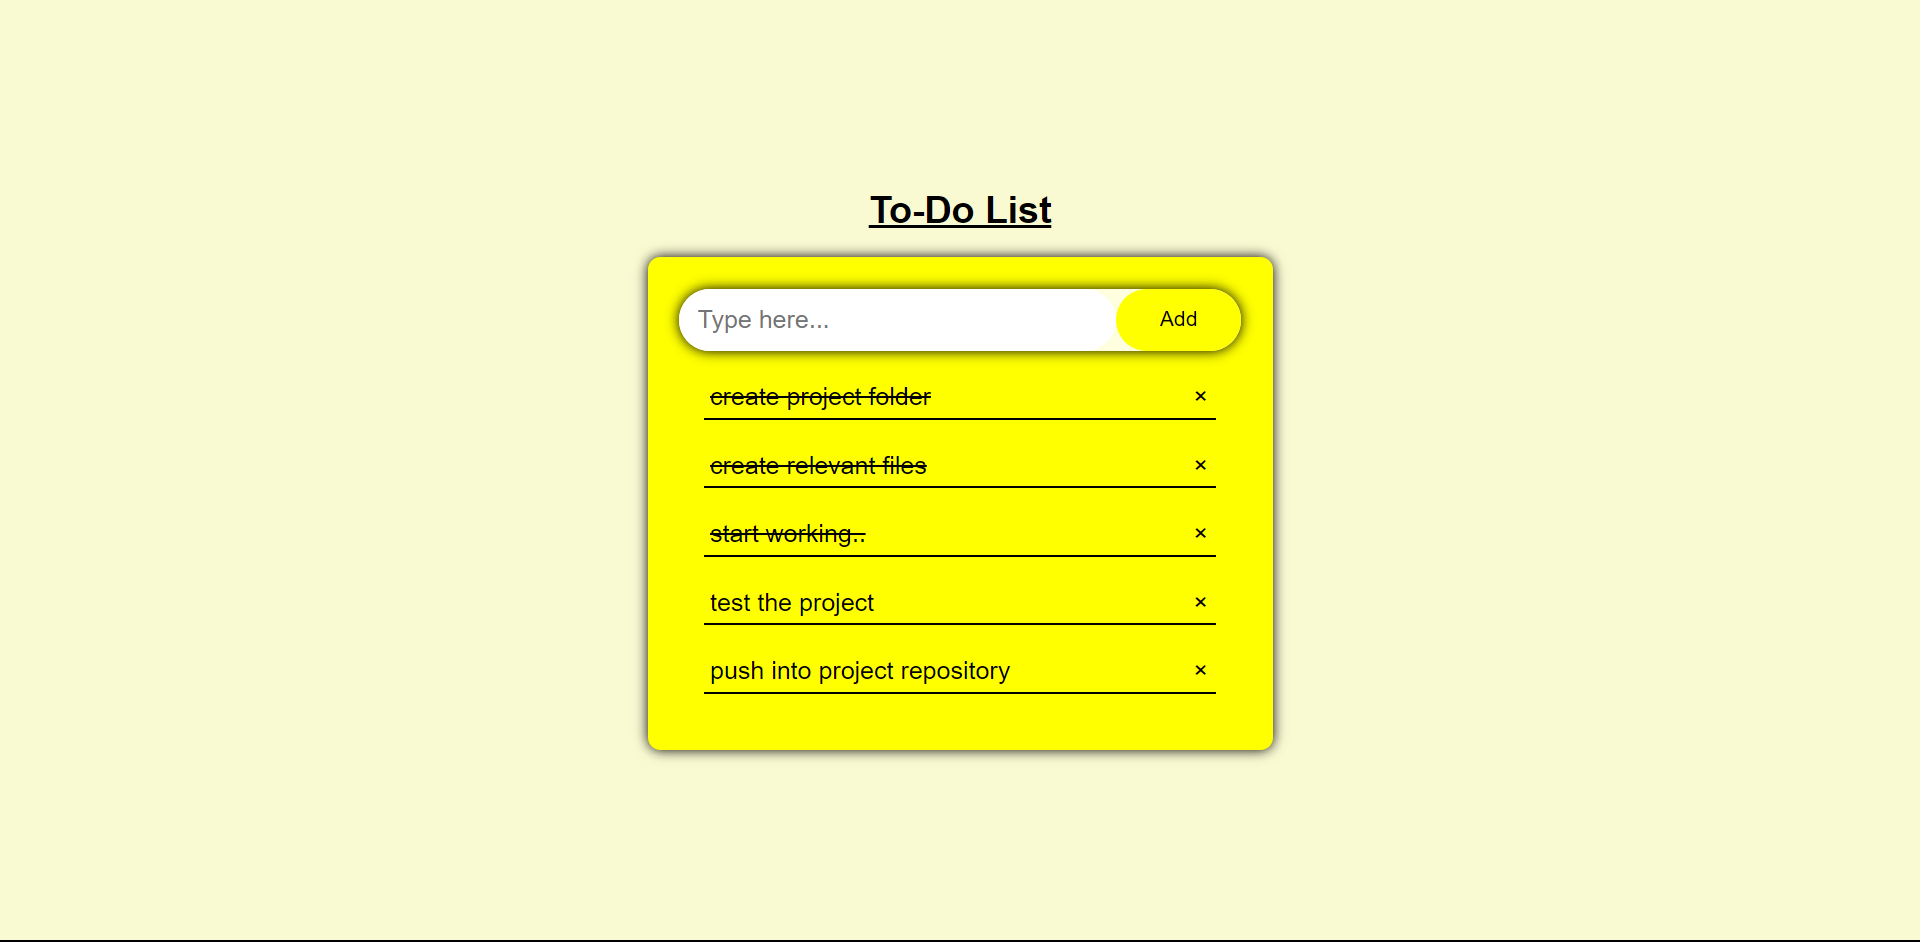 To-Do List
Type here...
Add
create project folder ×
create relevant files ×
start working.. ×
test the project ×
push into project repository ×